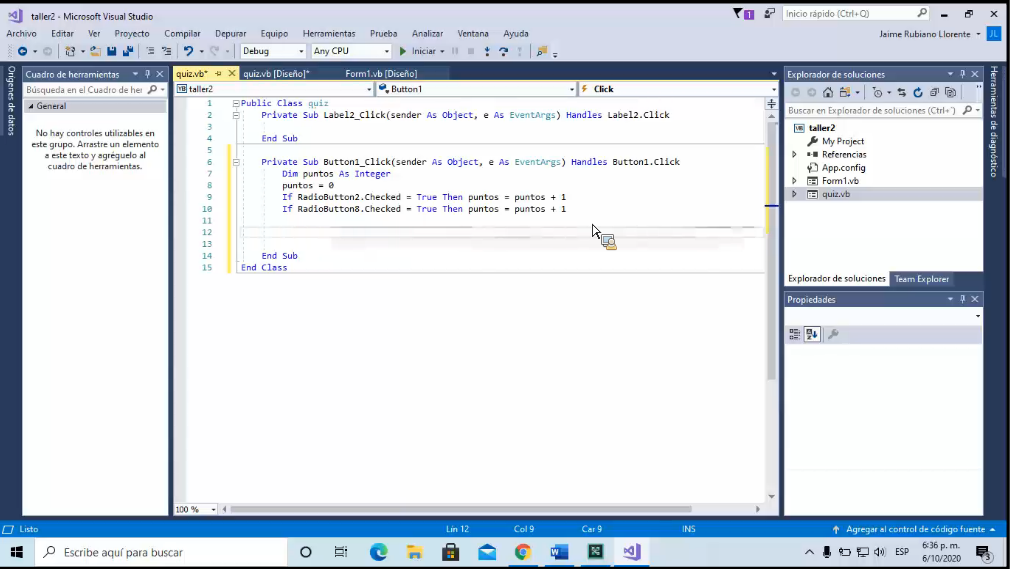 taller2 - Microsoft Visual Studio
1
Inicio rápido (Ctrl+Q)
Archivo Editar Ver Proyecto Compilar Depurar Equipo Herramientas Prueba Analizar Ventana Ayuda
Jaime Rubiano Llorente JL
Debug Any CPU Iniciar
Orígenes de datos
Cuadro de herramientas
Búsqueda en el Cuadro de her
General
No hay controles utilizables en
este grupo. Arrastre un elemento
a este texto y agréguelo al
cuadro de herramientas.
quiz.vb* quiz.vb [Diseño]* Form1.vb [Diseño]
taller2 Button1 Click
1 Public Class quiz
2 Private Sub Label2_Click(sender As Object, e As EventArgs) Handles Label2.Click
3
4 End Sub
5
6 Private Sub Button1_Click(sender As Object, e As EventArgs) Handles Button1.Click
7 Dim puntos As Integer
8 puntos = 0
9 If RadioButton2.Checked = True Then puntos = puntos + 1
10 If RadioButton8.Checked = True Then puntos = puntos + 1
11
12
13
14 End Sub
15 End Class
100 %
Explorador de soluciones
Buscar en Explorador de soluciones (Ctrl+¨)
taller2
My Project
Referencias
App.config
Form1.vb
quiz.vb
Explorador de soluciones Team Explorer
Propiedades
Herramientas de diagnóstico
Listo Lín 12 Col 9 Car 9 INS Agregar al control de código fuente
Escribe aquí para buscar
ESP
6:36 p. m.
6/10/2020
3